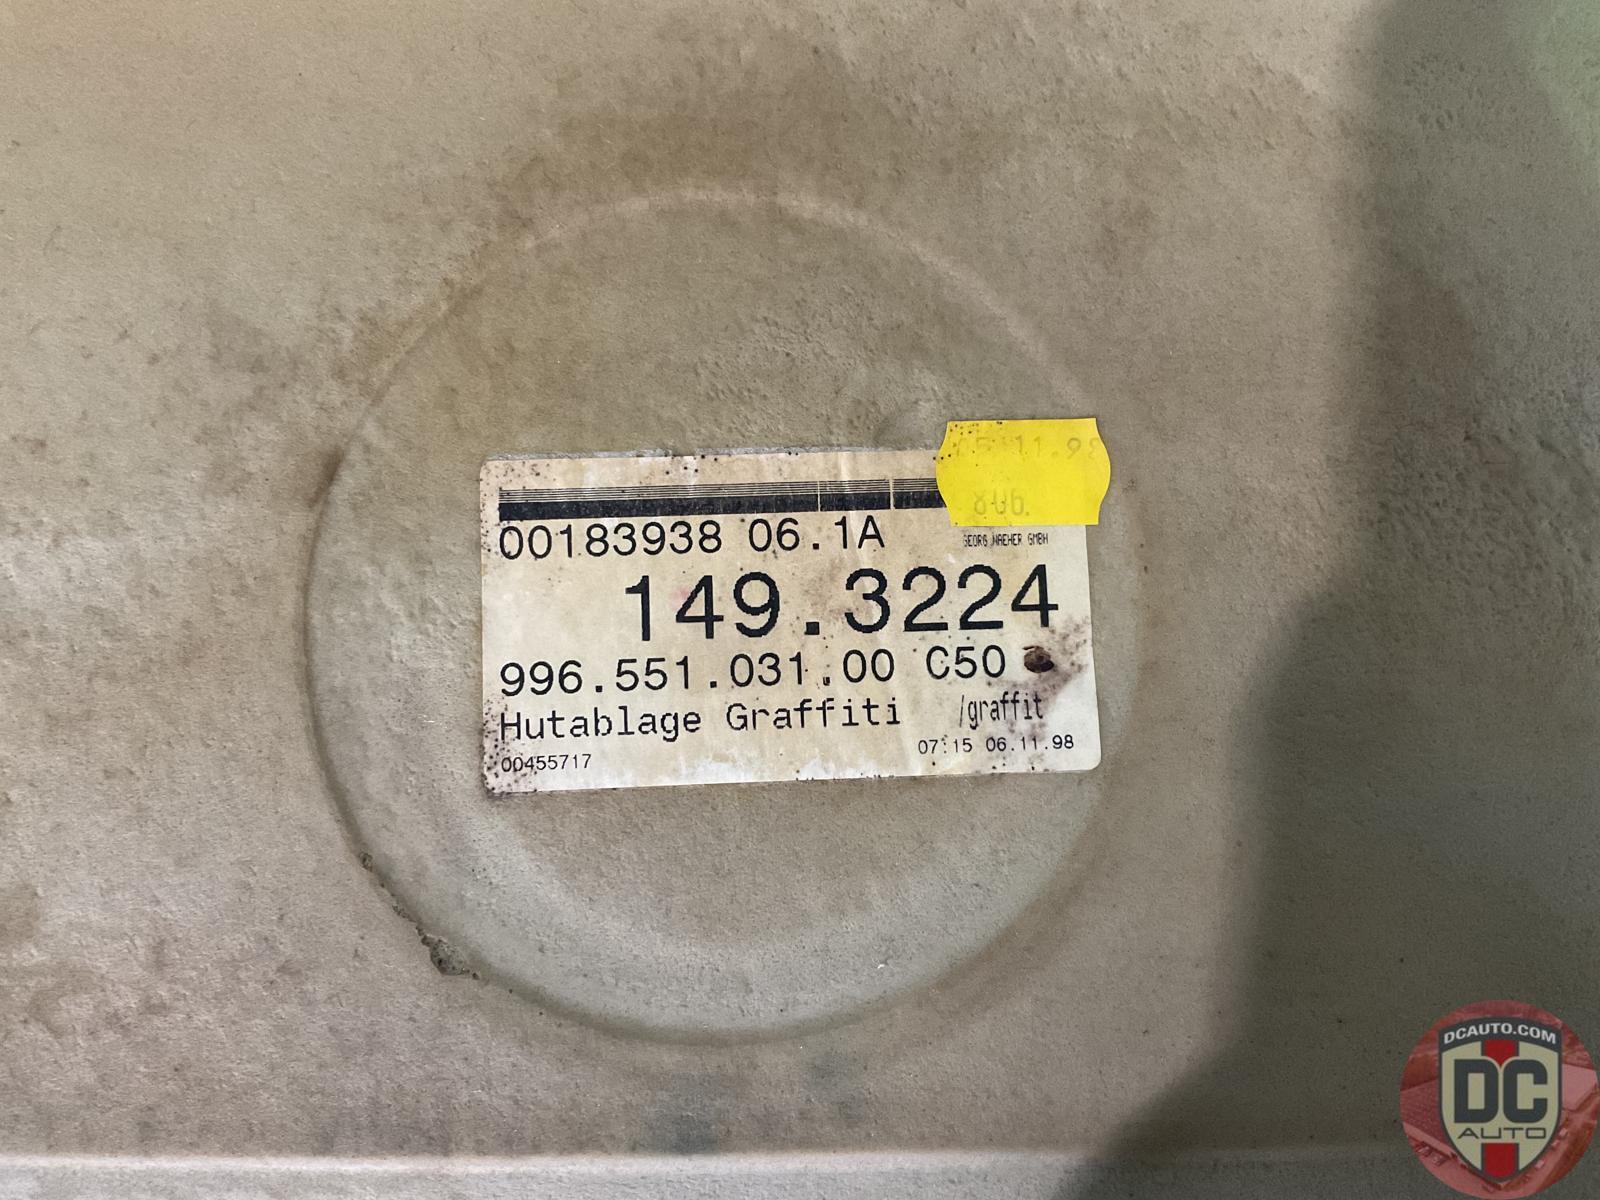 05.11.98
806.
00183938 06.1A
GEORG NAEHER GMBH
149.3224
996.551.031.00 C50
Hutablage Graffiti /graffit
00455717 07:15 06.11.98
DCAUTO.COM
DC
AUTO